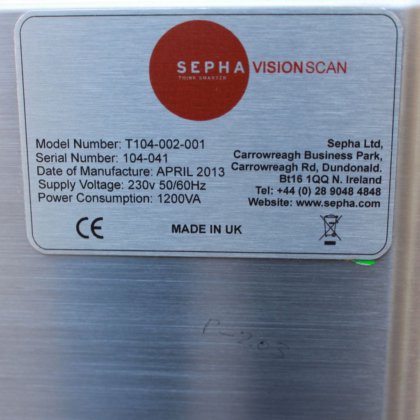 SEPHA VISIONSCAN
THINK SMARTER
Model Number: T104-002-001
Serial Number: 104-041
Date of Manufacture: APRIL 2013
Supply Voltage: 230v 50/60Hz
Power Consumption: 1200VA
Sepha Ltd,
Carrowreagh Business Park,
Carrowreagh Rd, Dundonald.
Bt16 1QQ N. Ireland
Tel: +44 (0) 28 9048 4848
Website: www.sepha.com
CE
MADE IN UK